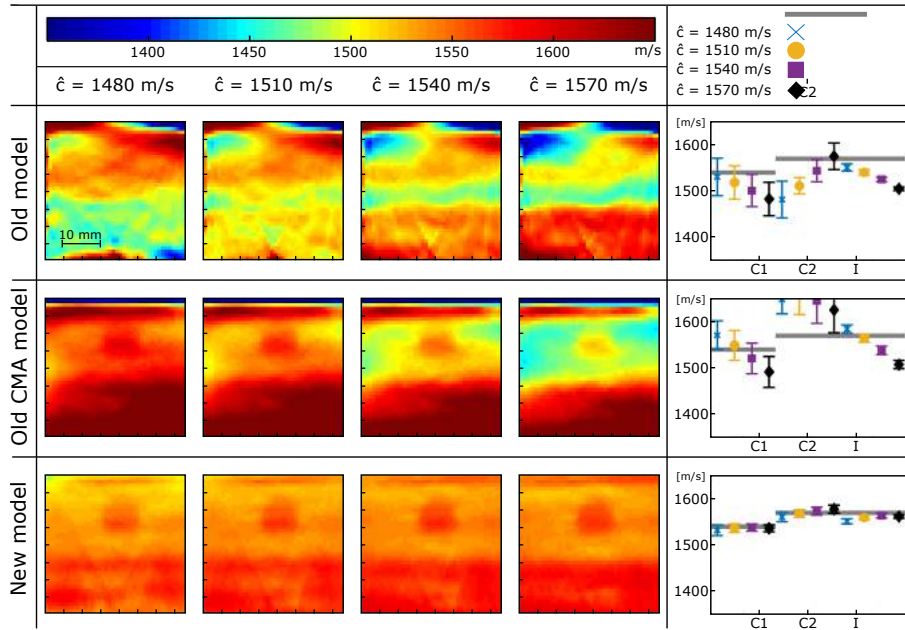 1400 1450 1500 1550 1600
m/s
ĉ = 1480 m/s ĉ = 1510 m/s ĉ = 1540 m/s ĉ = 1570 m/s
ĉ = 1480 m/s
ĉ = 1510 m/s
ĉ = 1540 m/s
ĉ = 1570 m/s
C2
Old model
10 mm
[m/s]
1600
1500
1400
C1 C2 I
Old CMA model
[m/s]
1600
1500
1400
C1 C2 I
New model
[m/s]
1600
1500
1400
C1 C2 I